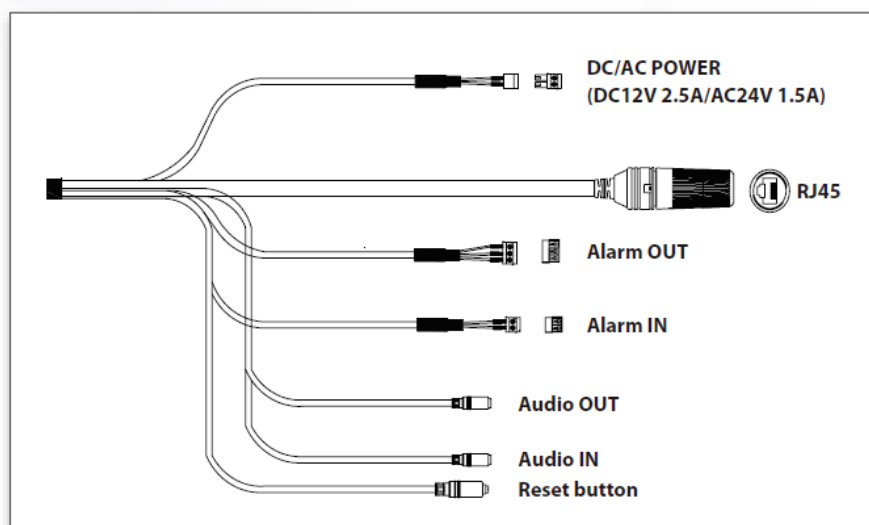 DC/AC POWER
(DC12V 2.5A/AC24V 1.5A)
RJ45
Alarm OUT
Alarm IN
Audio OUT
Audio IN
Reset button